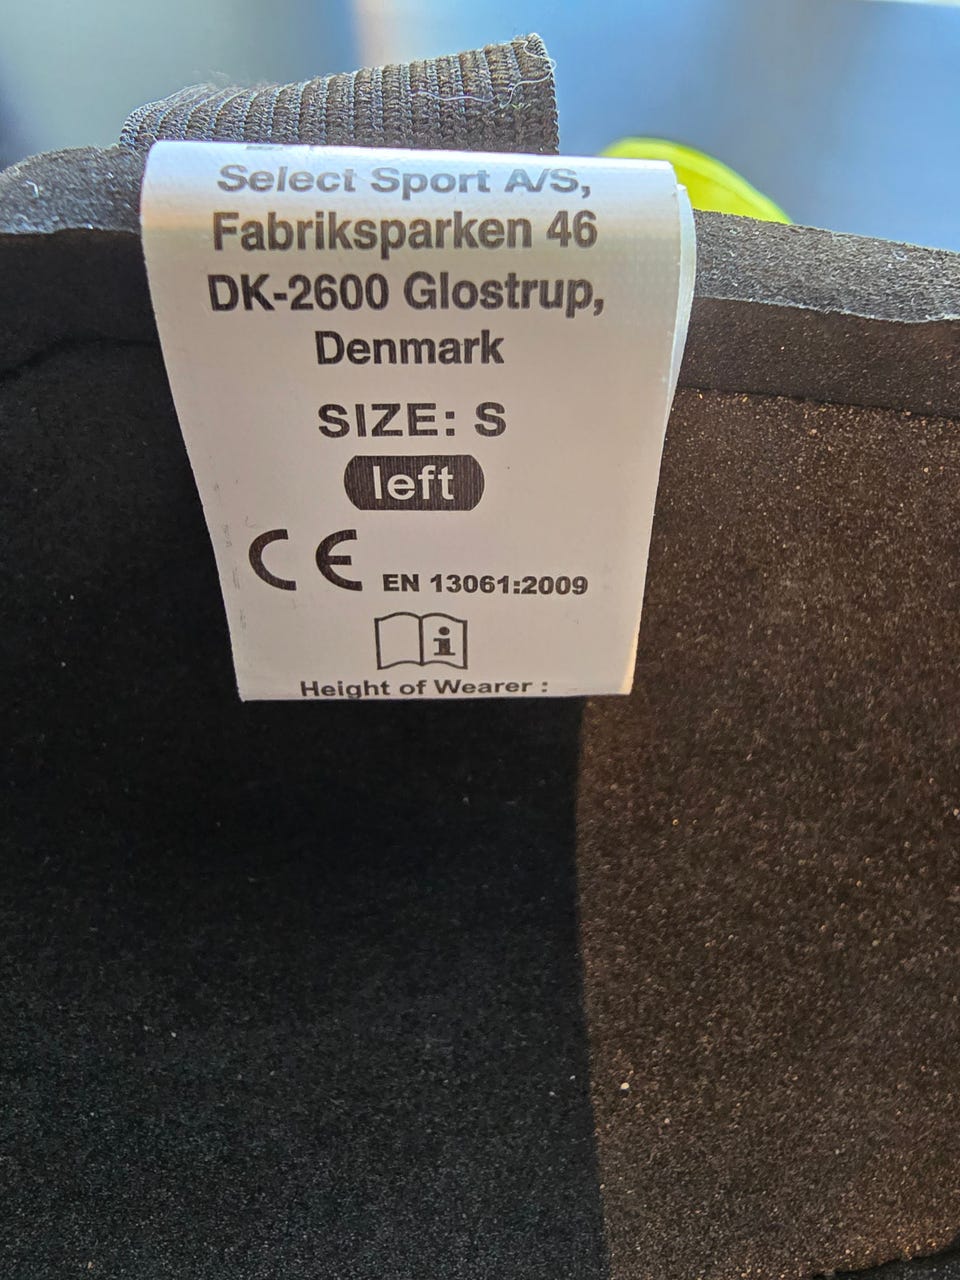 Select Sport A/S,
Fabriksparken 46
DK-2600 Glostrup,
Denmark
SIZE: S
left
CE EN 13061:2009
i
Height of Wearer :